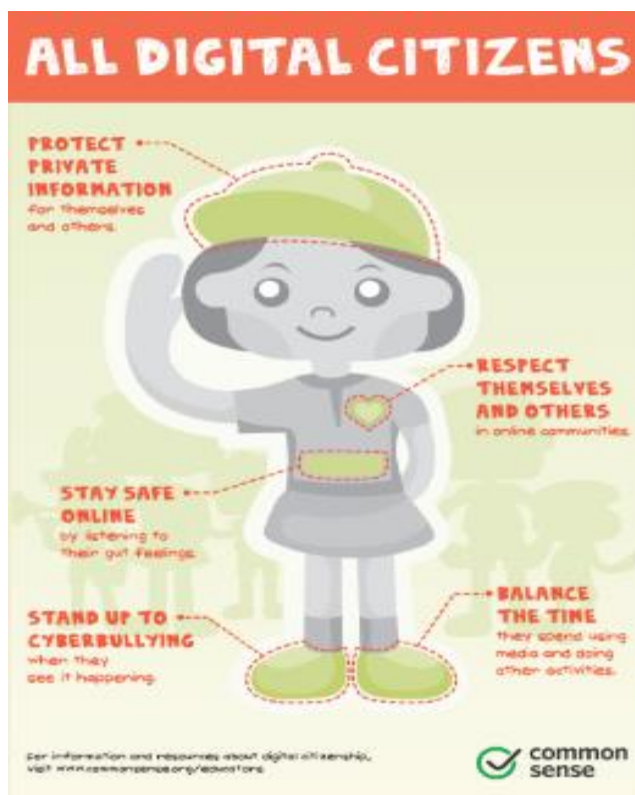 ALL DIGITAL CITIZENS
PROTECT
PRIVATE
INFORMATION
for themselves
and others.
RESPECT
THEMSELVES
AND OTHERS
in online communities.
STAY SAFE
ONLINE
by listening to
their gut feelings.
STAND UP TO
CYBERBULLYING
when they
see it happening.
BALANCE
THE TIME
they spend using
media and doing
other activities.
For information and resources about digital citizenship,
visit www.commonsense.org/educators
common
sense